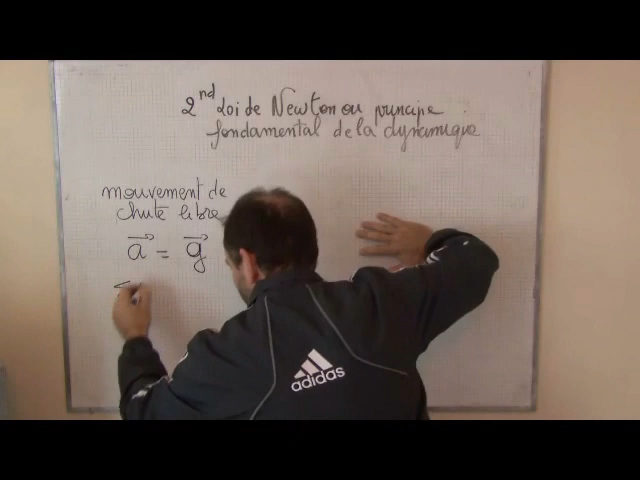 2nd Loi de Newton ou principe
fondamental de la dynamique
mouvement de
chute libre
a⃗ = g⃗
adidas